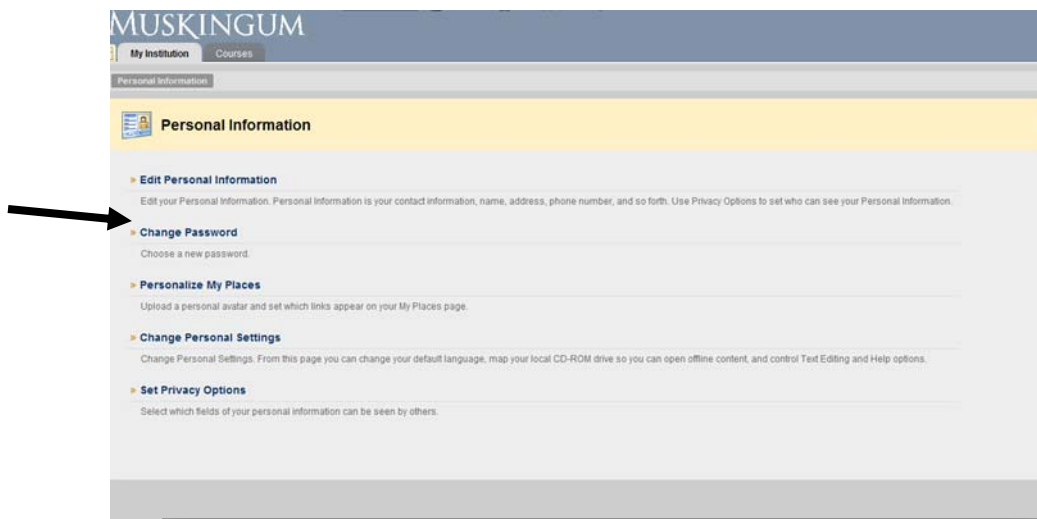 MUSKINGUM
My Institution Courses
Personal Information
Personal Information
» Edit Personal Information
Edit your Personal Information. Personal Information is your contact information, name, address, phone number, and so forth. Use Privacy Options to set who can see your Personal Information.
» Change Password
Choose a new password.
» Personalize My Places
Upload a personal avatar and set which links appear on your My Places page.
» Change Personal Settings
Change Personal Settings. From this page you can change your default language, map your local CD-ROM drive so you can open offline content, and control Text Editing and Help options.
» Set Privacy Options
Select which fields of your personal information can be seen by others.